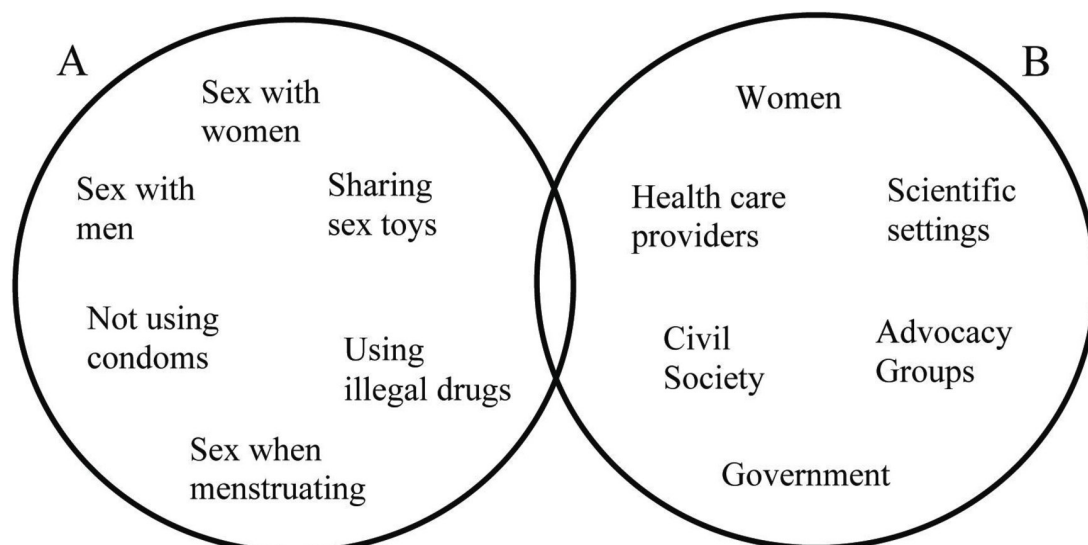 A
Sex with
women
Sex with
men
Sharing
sex toys
Not using
condoms
Using
illegal drugs
Sex when
menstruating
B
Women
Health care
providers
Scientific
settings
Civil
Society
Advocacy
Groups
Government